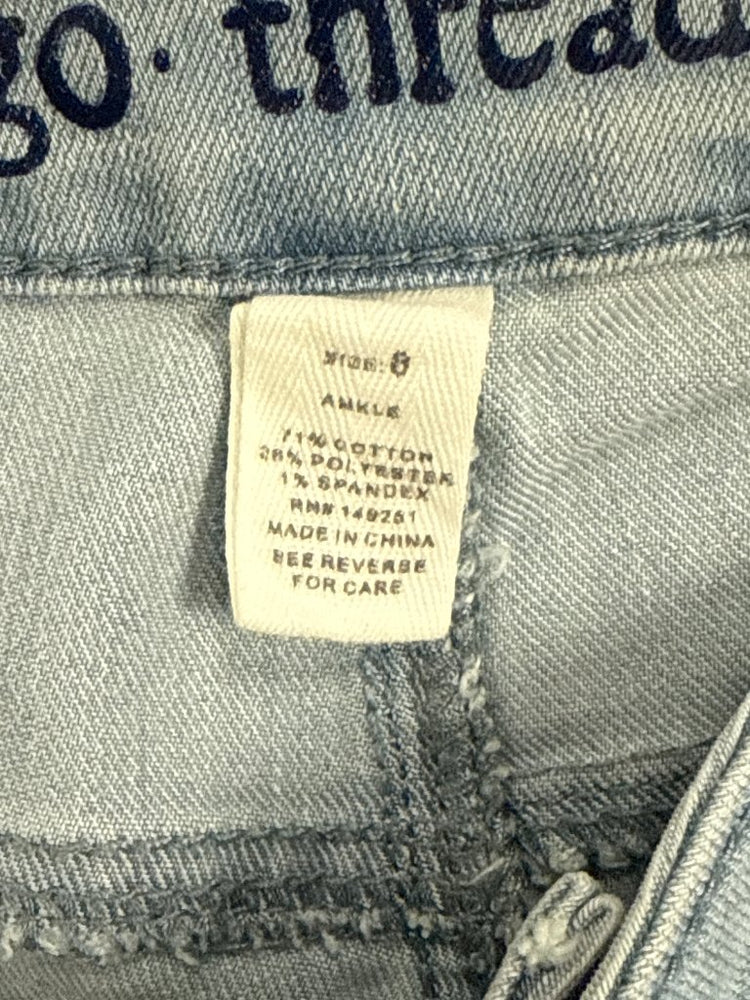 go · thread
SIZE: 8
ANKLE
71% COTTON
28% POLYESTER
1% SPANDEX
RN# 149251
MADE IN CHINA
SEE REVERSE
FOR CARE